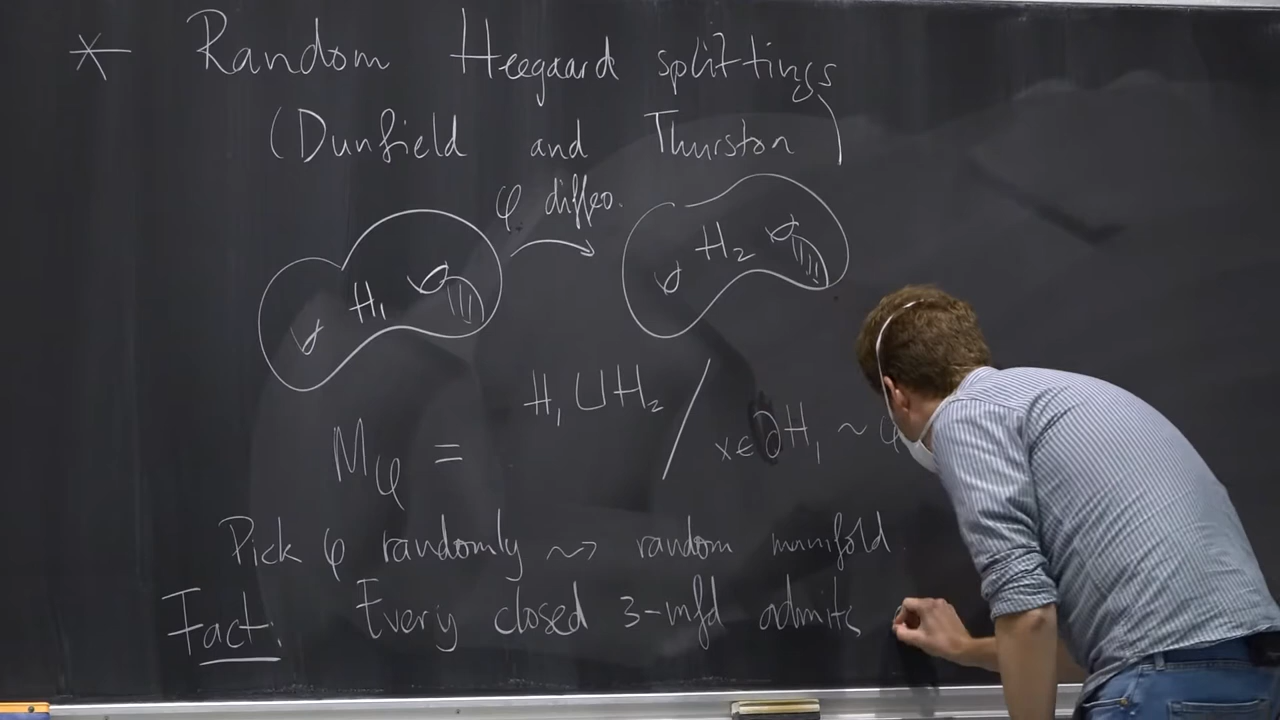 * Random Heegaard splittings
(Dunfield and Thurston)
φ diffeo.
H₁
H₂
M_φ = H₁ ⊔ H₂ / x ∈ ∂H₁ ~ φ
Pick φ randomly ⇝ random manifold
Fact: Every closed 3-mfd admits